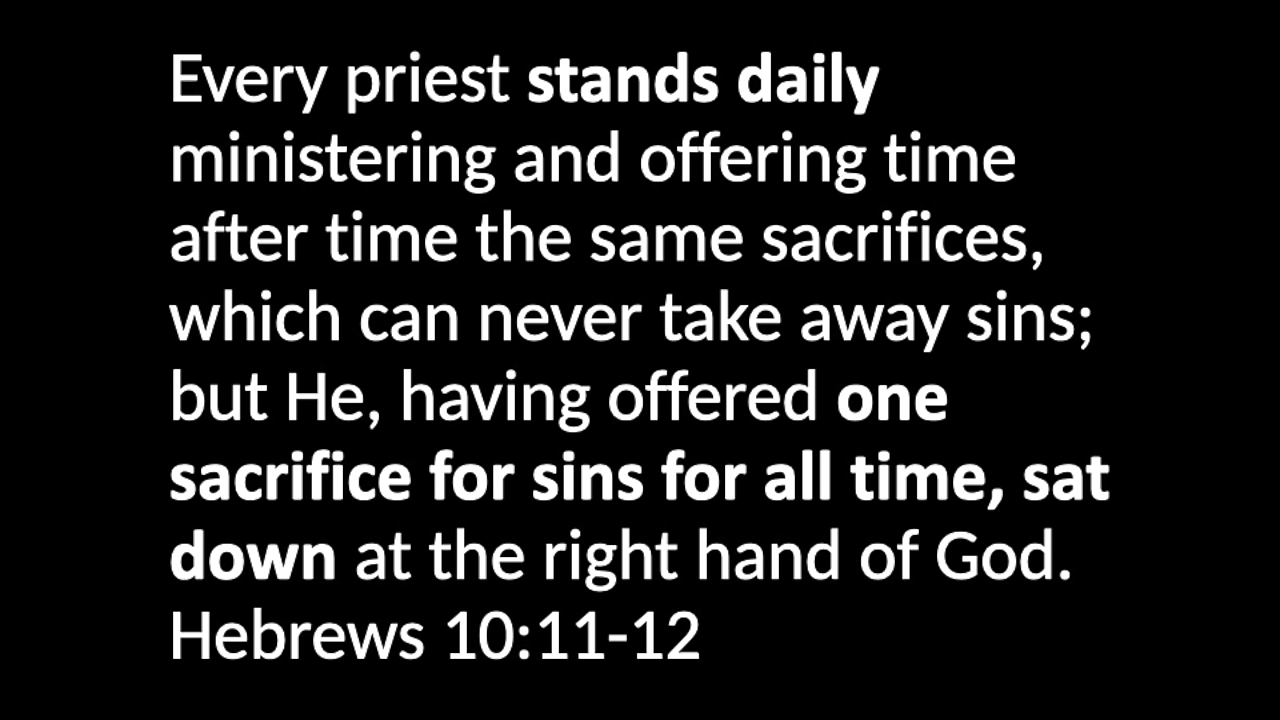 Every priest stands daily
ministering and offering time
after time the same sacrifices,
which can never take away sins;
but He, having offered one
sacrifice for sins for all time, sat
down at the right hand of God.
Hebrews 10:11-12